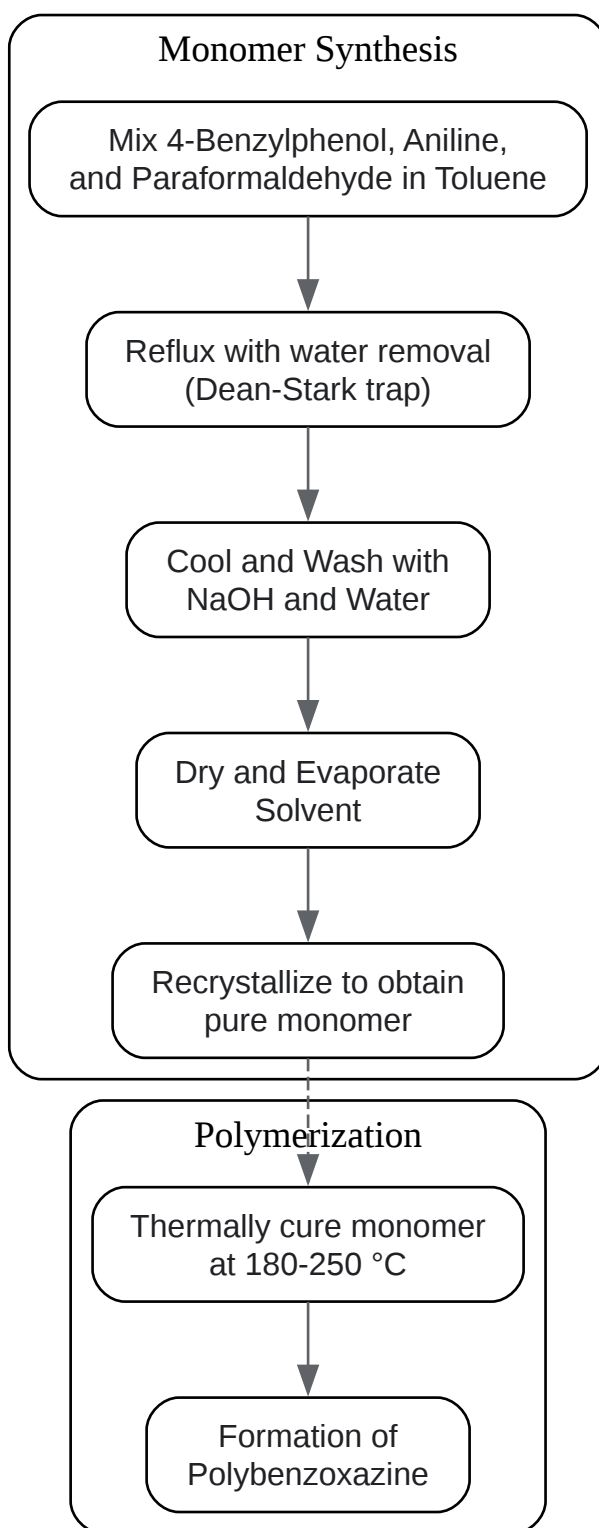 Monomer Synthesis
Mix 4-Benzylphenol, Aniline,
and Paraformaldehyde in Toluene
Reflux with water removal
(Dean-Stark trap)
Cool and Wash with
NaOH and Water
Dry and Evaporate
Solvent
Recrystallize to obtain
pure monomer
Polymerization
Thermally cure monomer
at 180-250 °C
Formation of
Polybenzoxazine